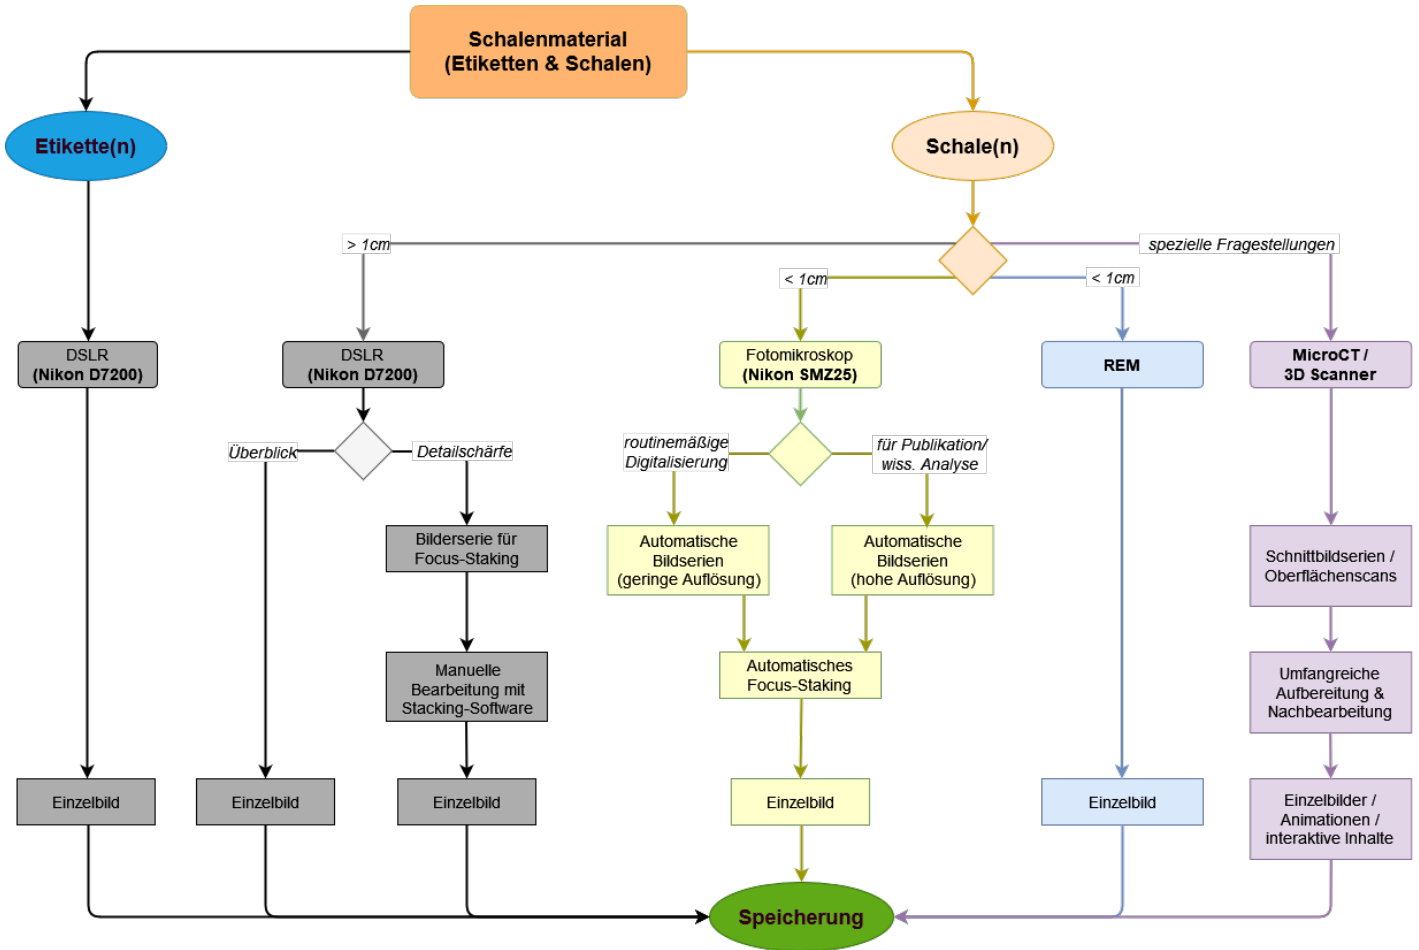 Schalenmaterial
(Etiketten & Schalen)
Etikette(n)
Schale(n)
> 1cm
spezielle Fragestellungen
< 1cm
< 1cm
DSLR
(Nikon D7200)
DSLR
(Nikon D7200)
Fotomikroskop
(Nikon SMZ25)
REM
MicroCT /
3D Scanner
Überblick
Detailschärfe
routinemäßige
Digitalisierung
für Publikation/
wiss. Analyse
Bilderserie für
Focus-Staking
Automatische
Bildserien
(geringe Auflösung)
Automatische
Bildserien
(hohe Auflösung)
Schnittbildserien /
Oberflächenscans
Manuelle
Bearbeitung mit
Stacking-Software
Automatisches
Focus-Staking
Umfangreiche
Aufbereitung &
Nachbearbeitung
Einzelbild
Einzelbild
Einzelbild
Einzelbild
Einzelbild
Einzelbilder /
Animationen /
interaktive Inhalte
Speicherung